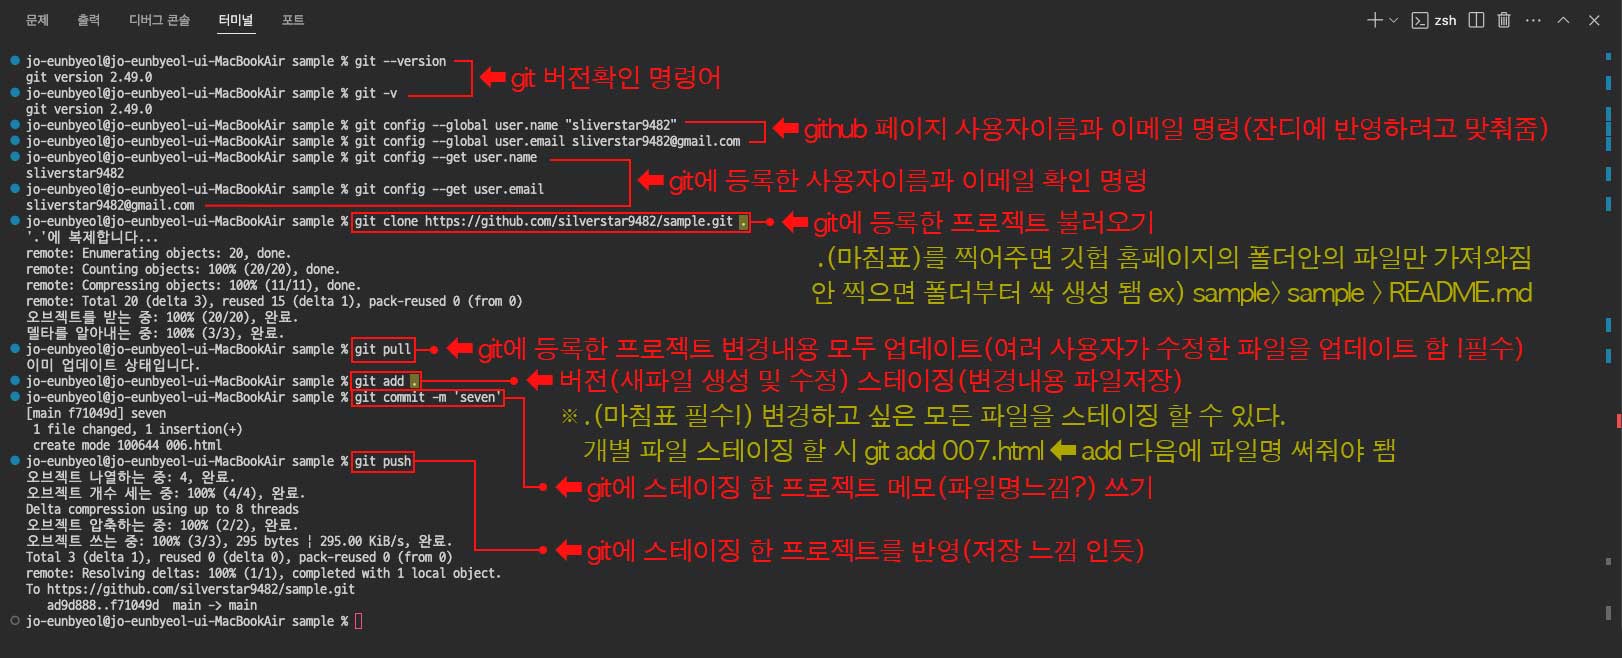 문제 출력 디버그 콘솔 터미널 포트 zsh
jo-eunbyeol@jo-eunbyeol-ui-MacBookAir sample % git --version
git version 2.49.0
git 버전확인 명령어
jo-eunbyeol@jo-eunbyeol-ui-MacBookAir sample % git -v
git version 2.49.0
jo-eunbyeol@jo-eunbyeol-ui-MacBookAir sample % git config --global user.name "sliverstar9482"
github 페이지 사용자이름과 이메일 명령(잔디에 반영하려고 맞춰줌)
jo-eunbyeol@jo-eunbyeol-ui-MacBookAir sample % git config --global user.email sliverstar9482@gmail.com
jo-eunbyeol@jo-eunbyeol-ui-MacBookAir sample % git config --get user.name
sliverstar9482
git에 등록한 사용자이름과 이메일 확인 명령
jo-eunbyeol@jo-eunbyeol-ui-MacBookAir sample % git config --get user.email
sliverstar9482@gmail.com
jo-eunbyeol@jo-eunbyeol-ui-MacBookAir sample % git clone https://github.com/silverstar9482/sample.git .
git에 등록한 프로젝트 불러오기
'.'에 복제합니다...
remote: Enumerating objects: 20, done.
.(마침표)를 찍어주면 깃헙 홈페이지의 폴더안의 파일만 가져와짐
remote: Counting objects: 100% (20/20), done.
remote: Compressing objects: 100% (11/11), done.
안 찍으면 폴더부터 싹 생성 됌 ex) sample> sample > README.md
remote: Total 20 (delta 3), reused 15 (delta 1), pack-reused 0 (from 0)
오브젝트를 받는 중: 100% (20/20), 완료.
델타를 알아내는 중: 100% (3/3), 완료.
jo-eunbyeol@jo-eunbyeol-ui-MacBookAir sample % git pull
git에 등록한 프로젝트 변경내용 모두 업데이트(여러 사용자가 수정한 파일을 업데이트 함 !필수)
이미 업데이트 상태입니다.
jo-eunbyeol@jo-eunbyeol-ui-MacBookAir sample % git add .
버전(새파일 생성 및 수정) 스테이징(변경내용 파일저장)
jo-eunbyeol@jo-eunbyeol-ui-MacBookAir sample % git commit -m 'seven'
[main f71049d] seven
※.(마침표 필수!) 변경하고 싶은 모든 파일을 스테이징 할 수 있다.
1 file changed, 1 insertion(+)
create mode 100644 006.html
개별 파일 스테이징 할 시 git add 007.html ⬅ add 다음에 파일명 써줘야 됌
jo-eunbyeol@jo-eunbyeol-ui-MacBookAir sample % git push
오브젝트 나열하는 중: 4, 완료.
git에 스테이징 한 프로젝트 메모(파일명느낌?) 쓰기
오브젝트 개수 세는 중: 100% (4/4), 완료.
Delta compression using up to 8 threads
오브젝트 압축하는 중: 100% (2/2), 완료.
오브젝트 쓰는 중: 100% (3/3), 295 bytes | 295.00 KiB/s, 완료.
git에 스테이징 한 프로젝트를 반영(저장 느낌 인듯)
Total 3 (delta 1), reused 0 (delta 0), pack-reused 0 (from 0)
remote: Resolving deltas: 100% (1/1), completed with 1 local object.
To https://github.com/silverstar9482/sample.git
ad9d888..f71049d main -> main
jo-eunbyeol@jo-eunbyeol-ui-MacBookAir sample %